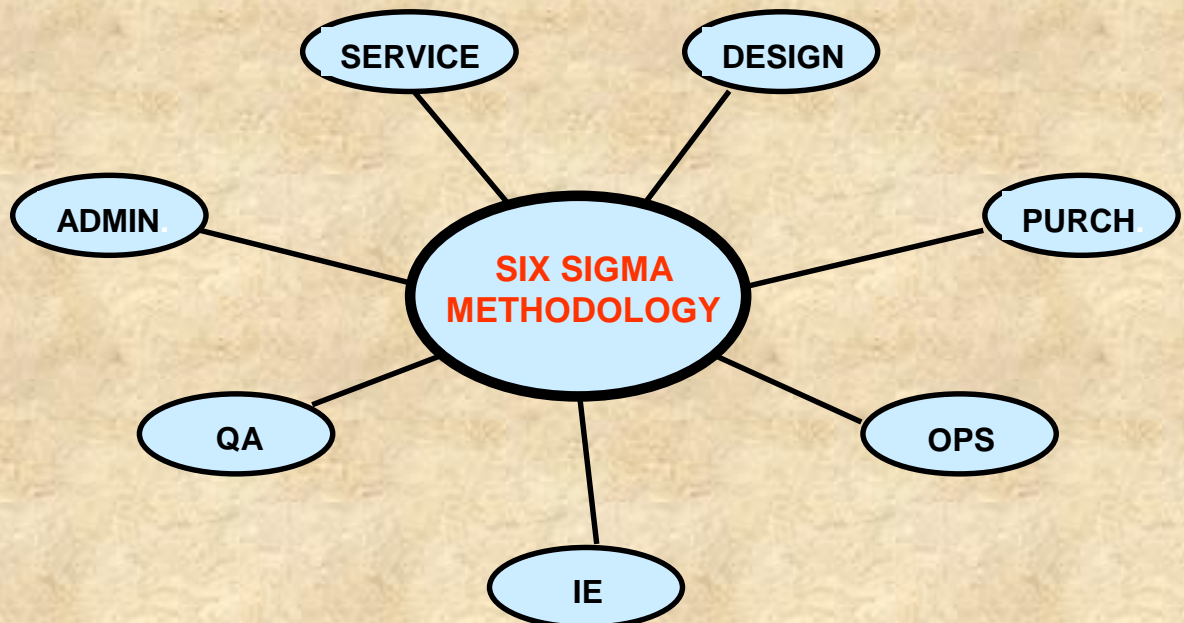 SERVICE
DESIGN
ADMIN.
PURCH.
SIX SIGMA
METHODOLOGY
QA
OPS
IE